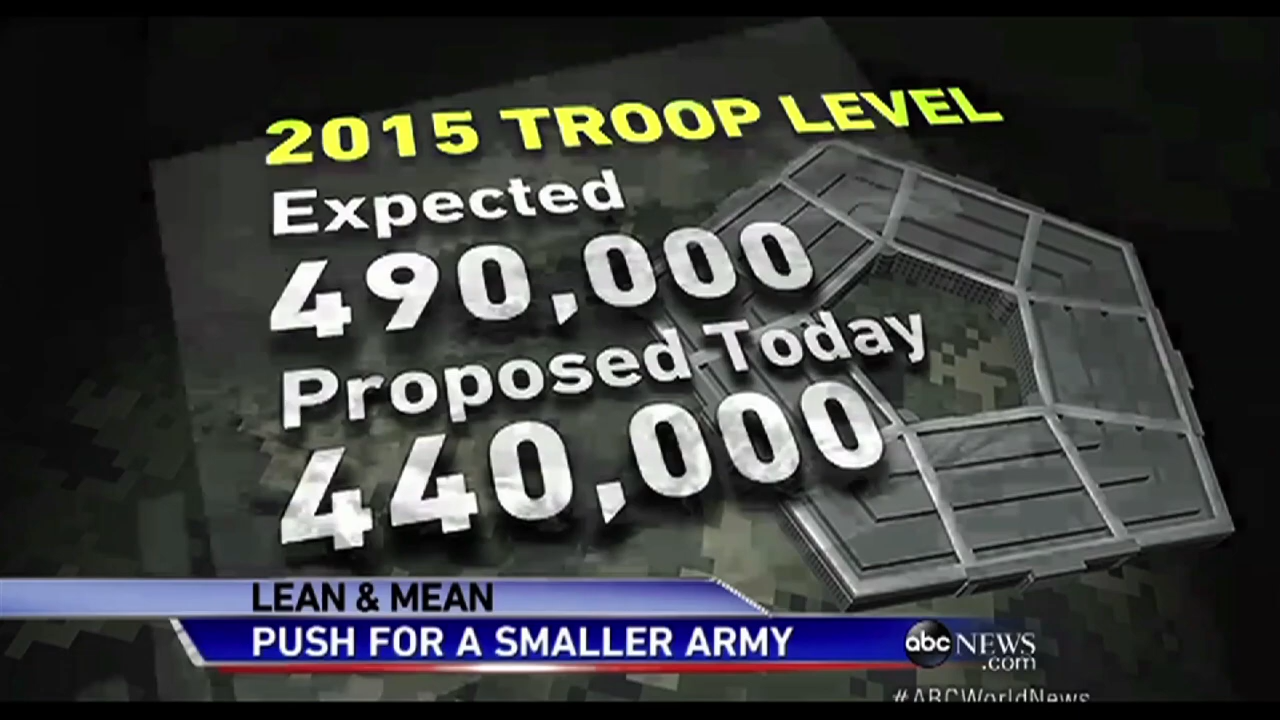 2015 TROOP LEVEL
Expected
490,000
Proposed Today
440,000
LEAN & MEAN
PUSH FOR A SMALLER ARMY
abc NEWS
.com
#ABCWorldNews